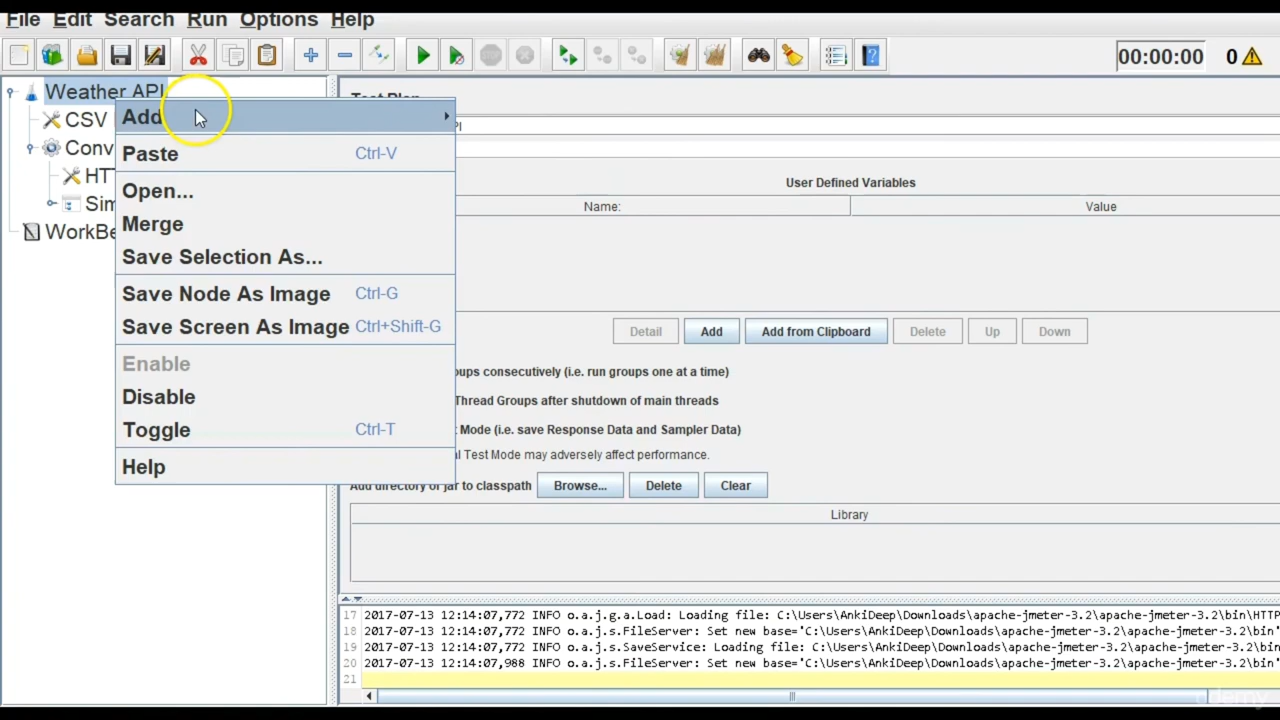 File Edit Search Run Options Help
00:00:00 0
Weather API
Test Plan
Add
CSV
PI
Conv
Paste Ctrl-V
HTT
User Defined Variables
Open...
Sim
Name: Value
Merge
WorkBe
Save Selection As...
Save Node As Image Ctrl-G
Save Screen As Image Ctrl+Shift-G
Detail Add Add from Clipboard Delete Up Down
Enable
oups consecutively (i.e. run groups one at a time)
Disable
Thread Groups after shutdown of main threads
Toggle Ctrl-T
t Mode (i.e. save Response Data and Sampler Data)
al Test Mode may adversely affect performance.
Help
Add directory or jar to classpath Browse... Delete Clear
Library
17 2017-07-13 12:14:07,772 INFO o.a.j.g.a.Load: Loading file: C:\Users\AnkiDeep\Downloads\apache-jmeter-3.2\apache-jmeter-3.2\bin\HTTP
18 2017-07-13 12:14:07,772 INFO o.a.j.s.FileServer: Set new base='C:\Users\AnkiDeep\Downloads\apache-jmeter-3.2\apache-jmeter-3.2\bin'
19 2017-07-13 12:14:07,772 INFO o.a.j.s.SaveService: Loading file: C:\Users\AnkiDeep\Downloads\apache-jmeter-3.2\apache-jmeter-3.2\bin
20 2017-07-13 12:14:07,988 INFO o.a.j.s.FileServer: Set new base='C:\Users\AnkiDeep\Downloads\apache-jmeter-3.2\apache-jmeter-3.2\bin'
21
udemy